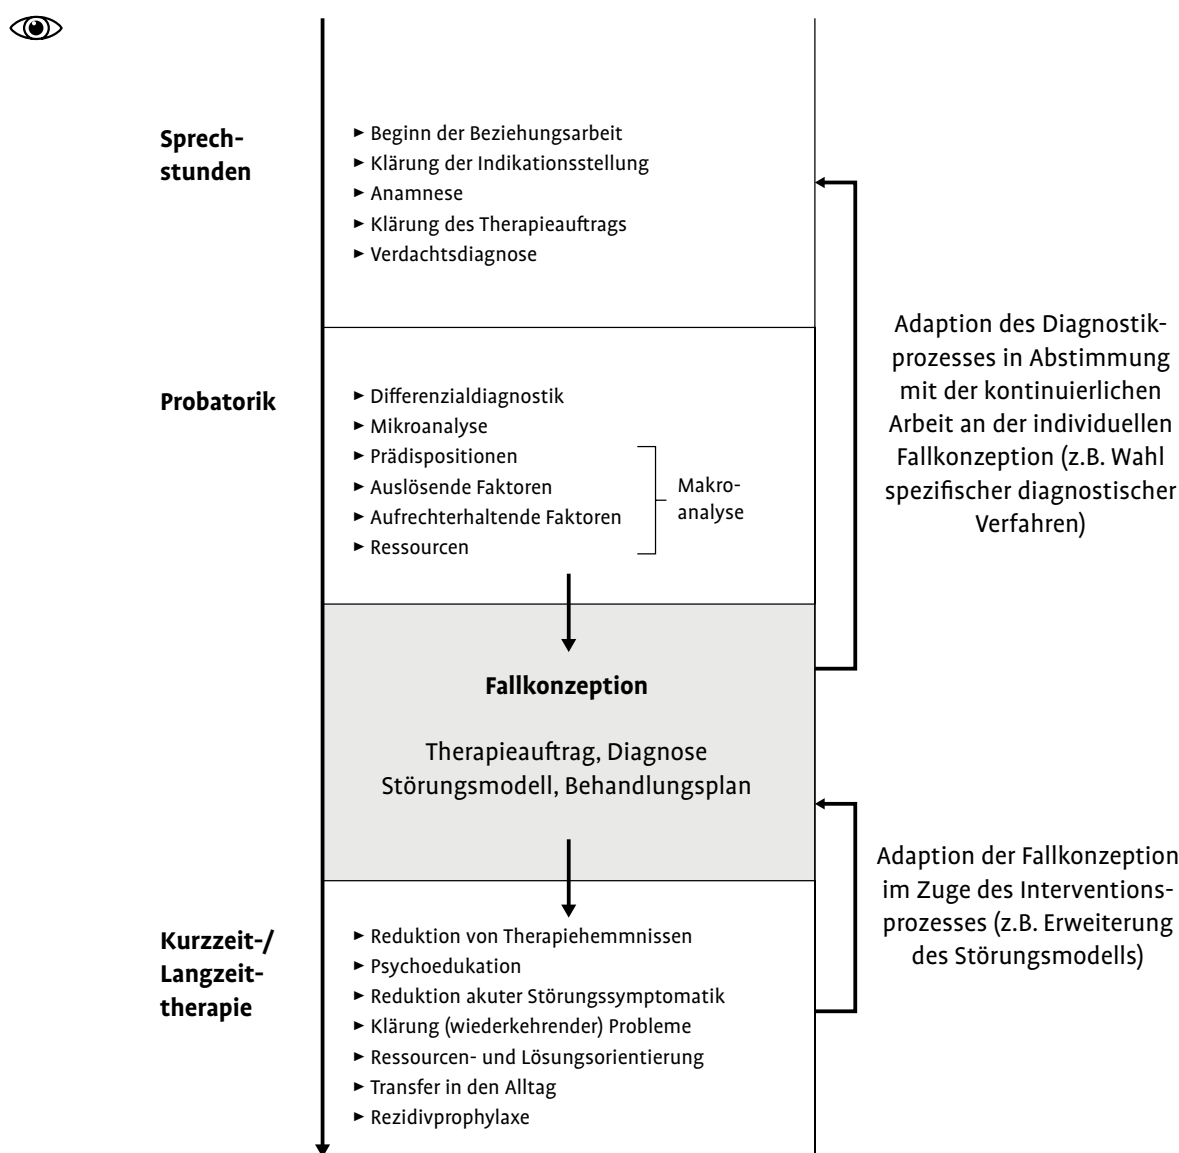 Sprech-
stunden
► Beginn der Beziehungsarbeit
► Klärung der Indikationsstellung
► Anamnese
► Klärung des Therapieauftrags
► Verdachtsdiagnose
Probatorik
► Differenzialdiagnostik
► Mikroanalyse
► Prädispositionen
► Auslösende Faktoren
► Aufrechterhaltende Faktoren
► Ressourcen
Makro-
analyse
Adaption des Diagnostik-
prozesses in Abstimmung
mit der kontinuierlichen
Arbeit an der individuellen
Fallkonzeption (z.B. Wahl
spezifischer diagnostischer
Verfahren)
Fallkonzeption
Therapieauftrag, Diagnose
Störungsmodell, Behandlungsplan
Adaption der Fallkonzeption
im Zuge des Interventions-
prozesses (z.B. Erweiterung
des Störungsmodells)
Kurzzeit-/
Langzeit-
therapie
► Reduktion von Therapiehemmnissen
► Psychoedukation
► Reduktion akuter Störungssymptomatik
► Klärung (wiederkehrender) Probleme
► Ressourcen- und Lösungsorientierung
► Transfer in den Alltag
► Rezidivprophylaxe